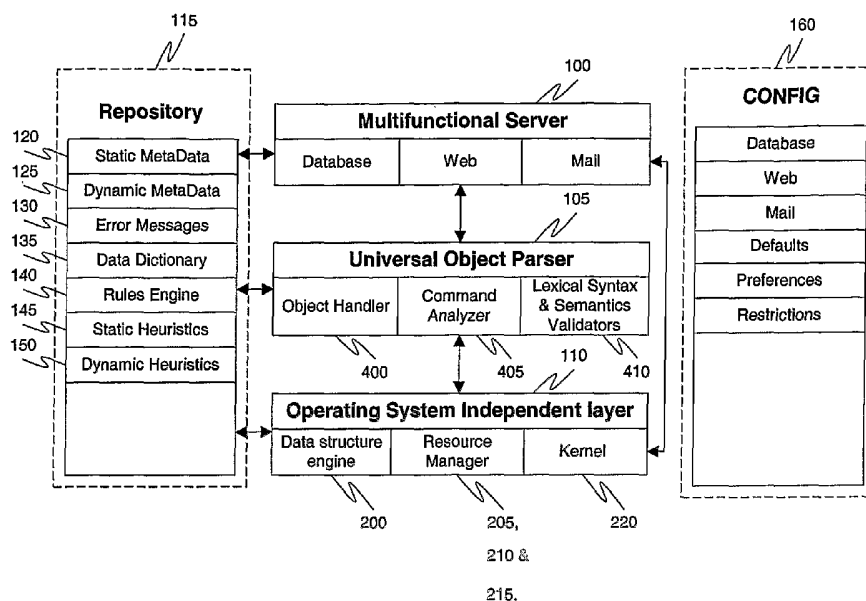 115
160
100
Repository
Multifunctional Server
CONFIG
120
Static MetaData
Database
Web
Mail
Database
125
Dynamic MetaData
Web
130
Error Messages
105
Mail
135
Data Dictionary
Universal Object Parser
Defaults
140
Rules Engine
Object Handler
Command
Analyzer
Lexical Syntax
& Semantics
Validators
Preferences
145
Static Heuristics
Restrictions
150
Dynamic Heuristics
400
405
410
110
Operating System Independent layer
Data structure
engine
Resource
Manager
Kernel
200
205,
210 &
215.
220